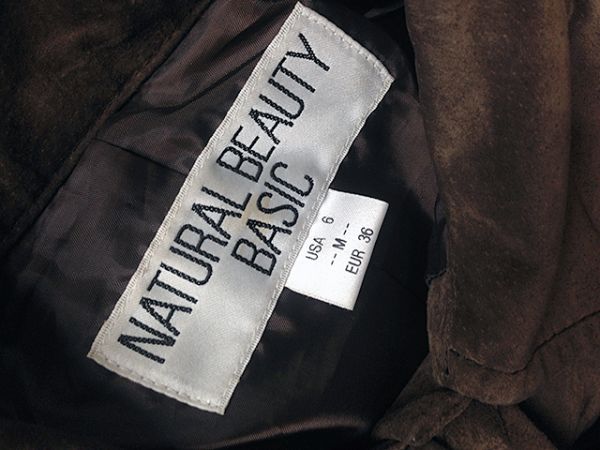 NATURAL BEAUTY
BASIC
USA 6
-- M --
EUR 36